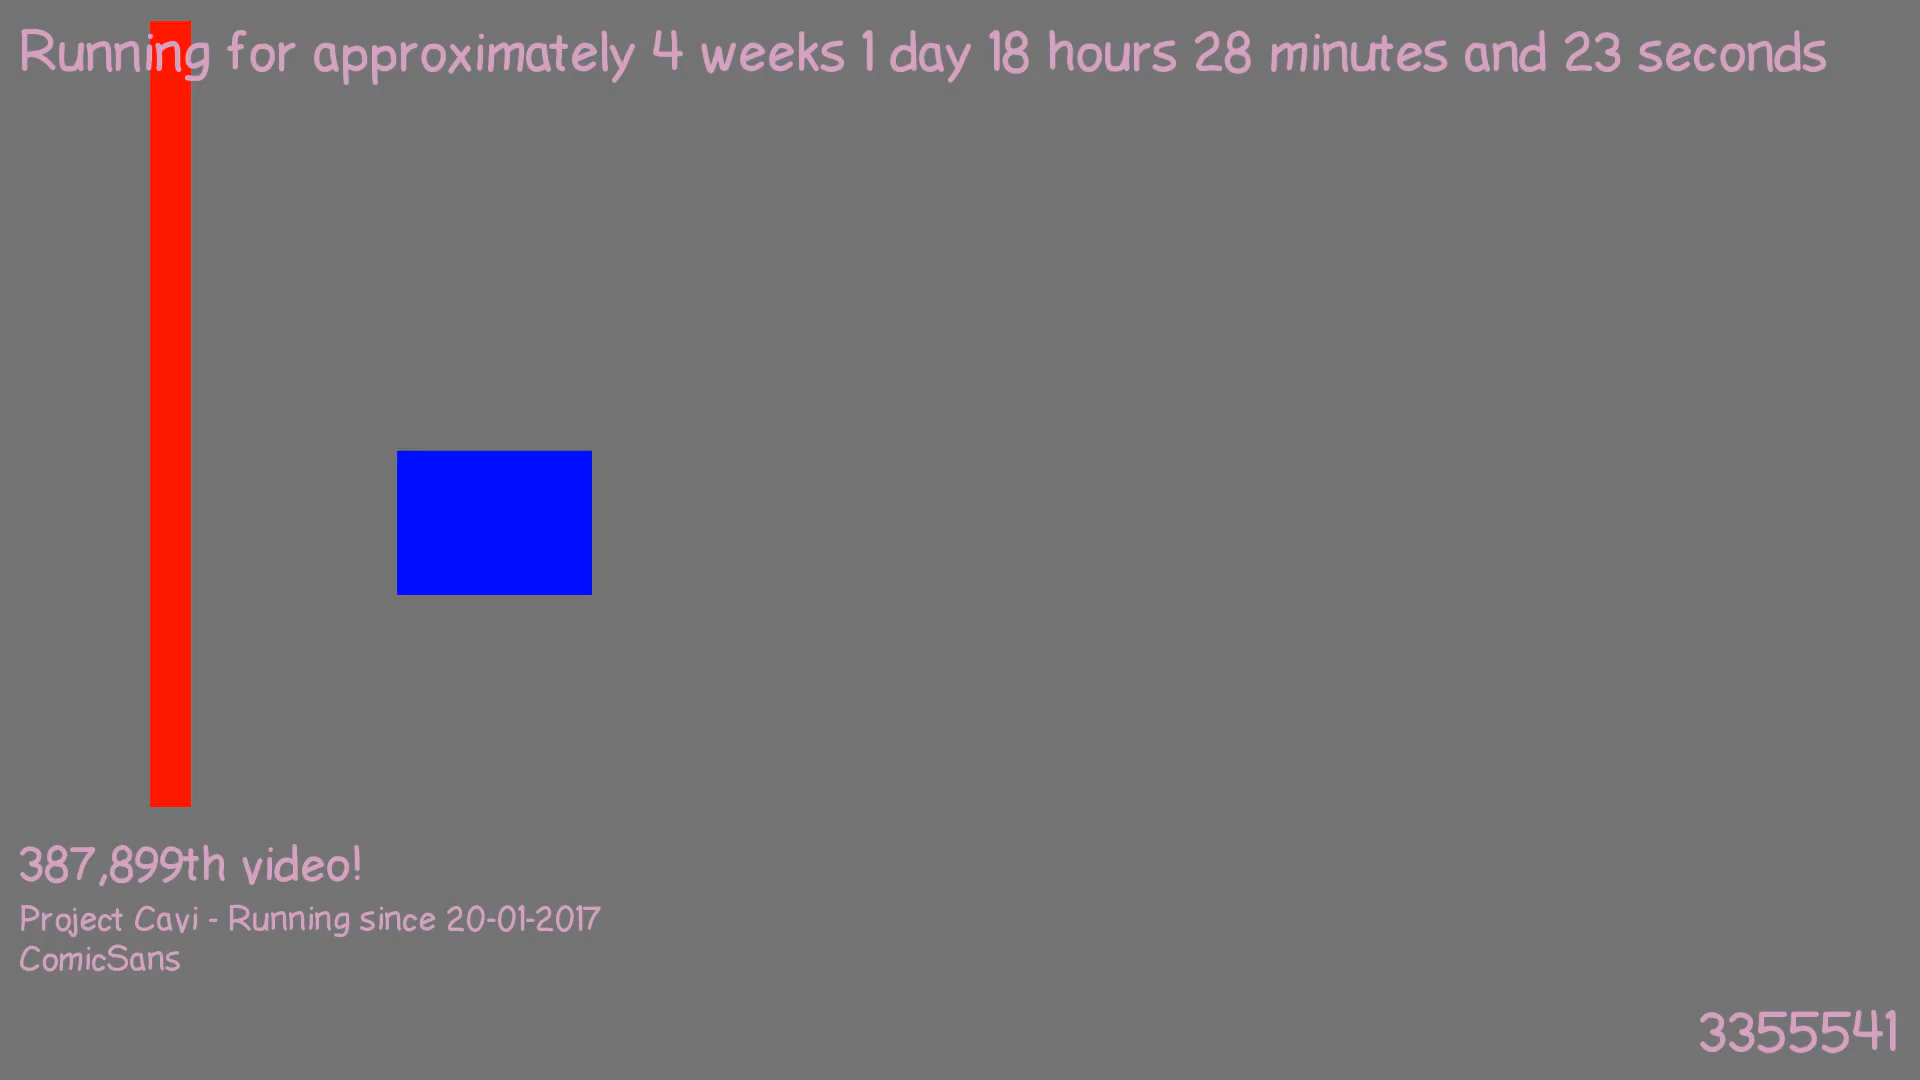 Running for approximately 4 weeks 1 day 18 hours 28 minutes and 23 seconds
387,899th video!
Project Cavi - Running since 20-01-2017
ComicSans
3355541